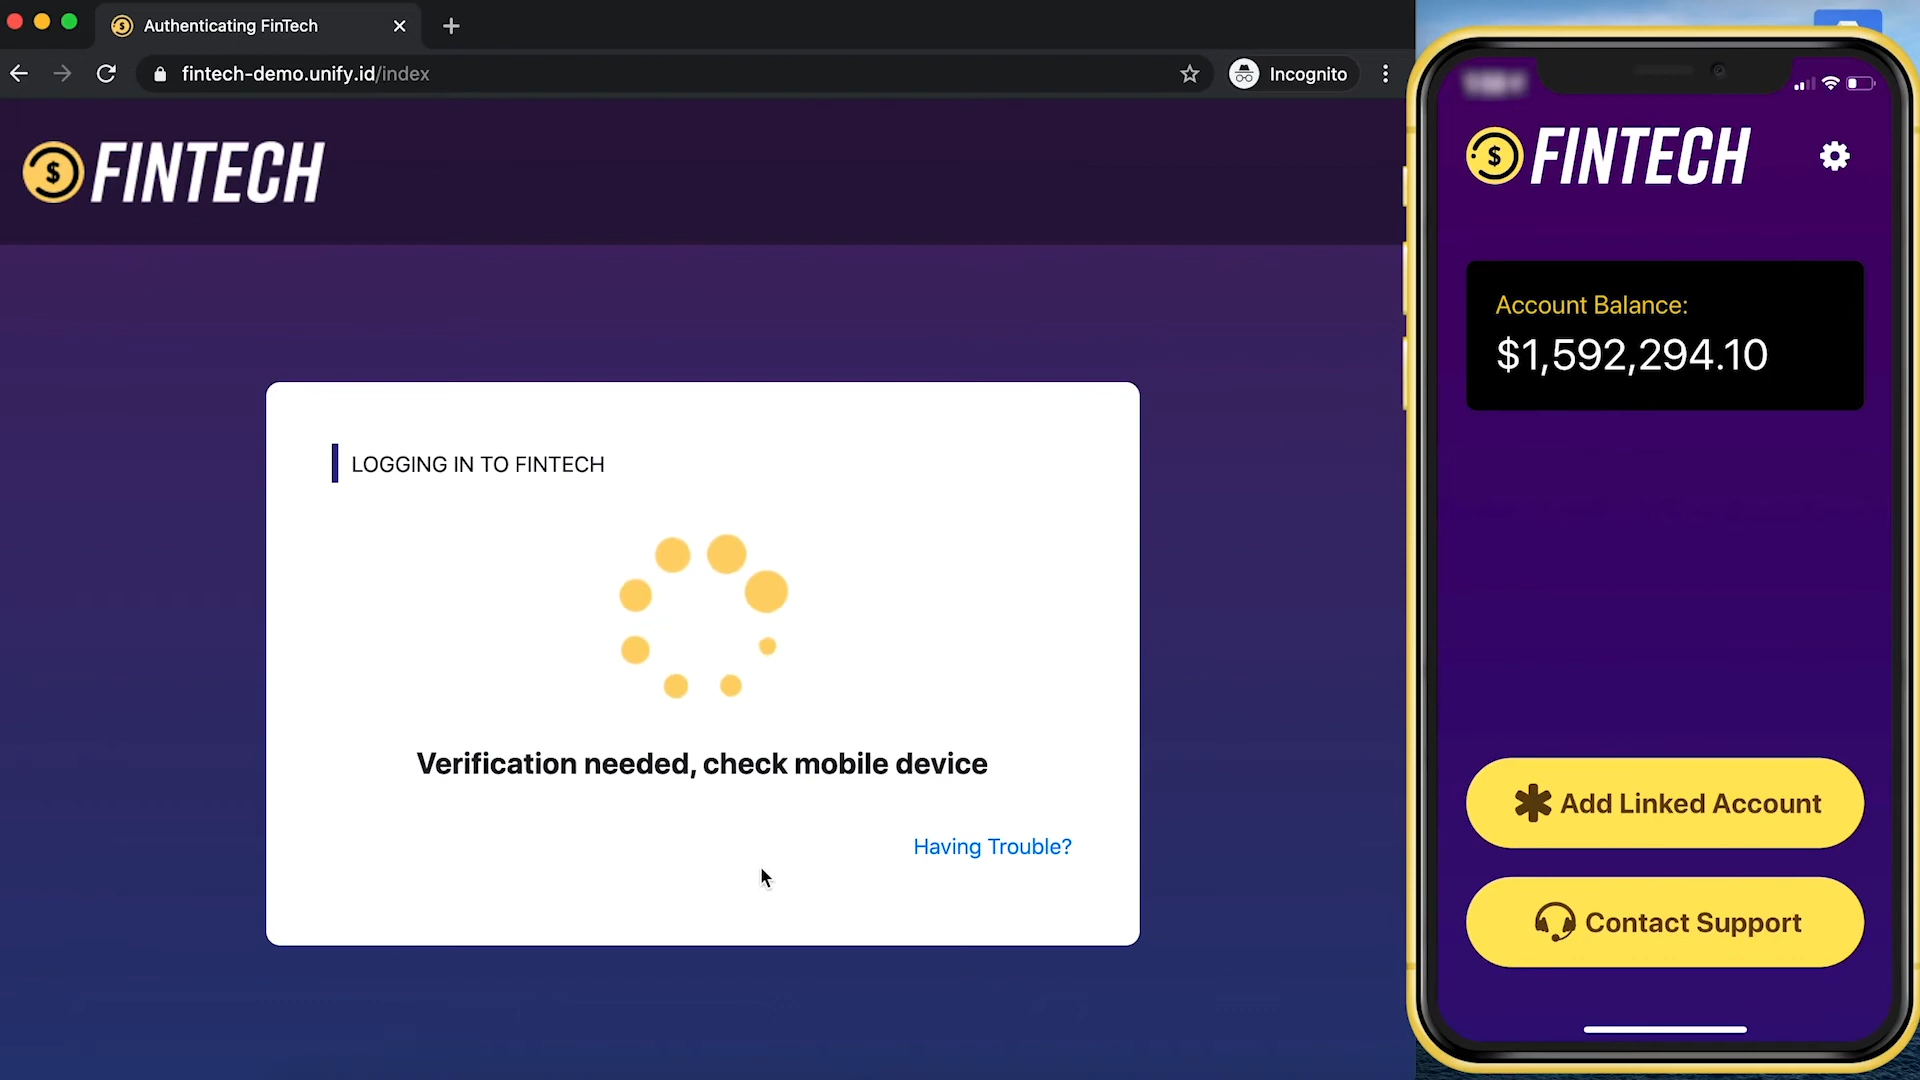 Authenticating FinTech
fintech-demo.unify.id/index
Incognito
$ FINTECH
LOGGING IN TO FINTECH
Verification needed, check mobile device
Having Trouble?
$ FINTECH
Account Balance:
$1,592,294.10
Add Linked Account
Contact Support